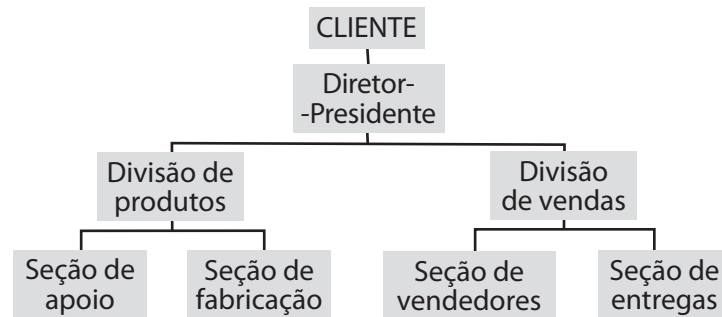 CLIENTE
Diretor-
-Presidente
Divisão de
produtos
Divisão
de vendas
Seção de
apoio
Seção de
fabricação
Seção de
vendedores
Seção de
entregas